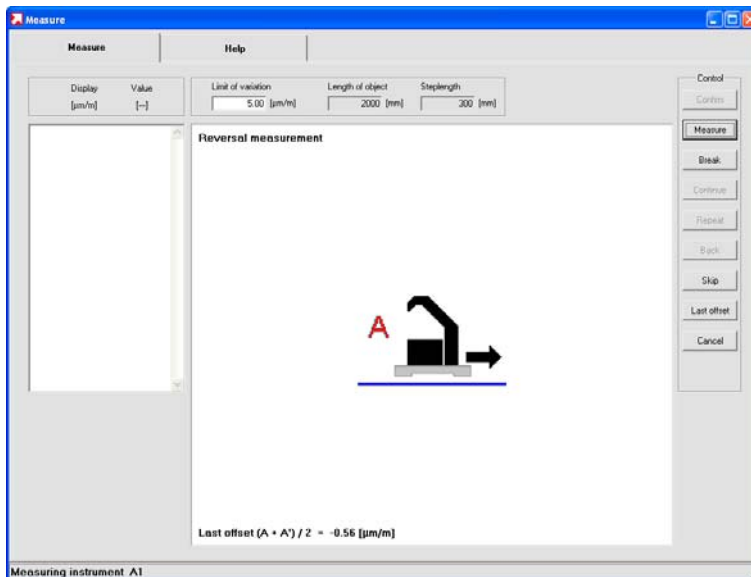 Measure
Measure Help
Display Value
[µm/m] [--]
Limit of variation Length of object Steplength
5.00 [µm/m] 2000 [mm] 300 [mm]
Control
Confirm
Measure
Break
Continue
Repeat
Back
Skip
Last offset
Cancel
Reversal measurement
A
Last offset (A + A') / 2 = -0.56 [µm/m]
Measuring instrument A1